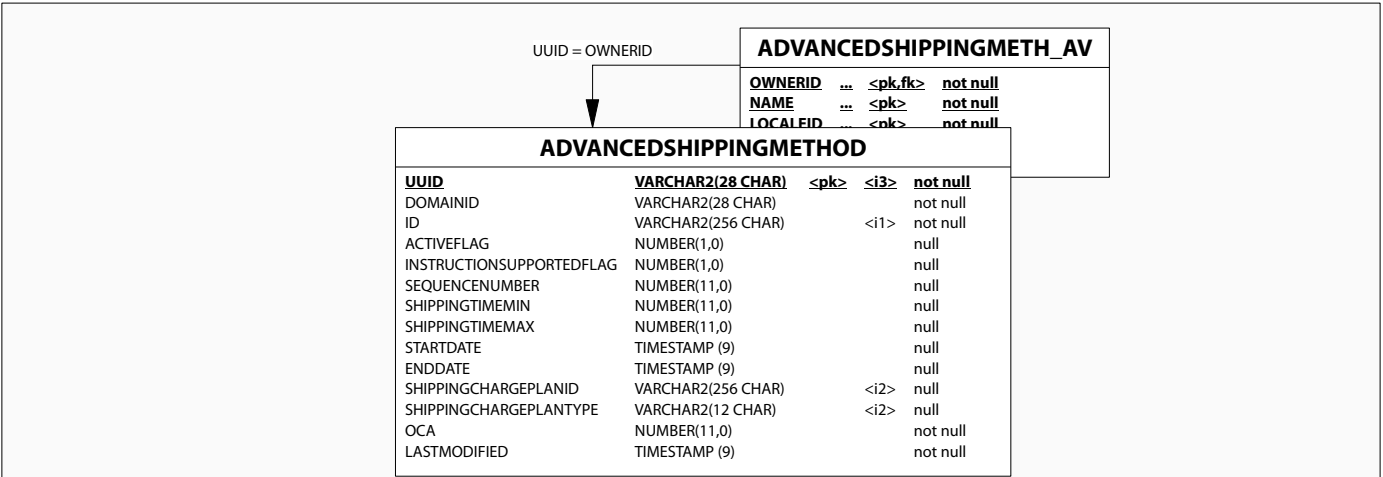 UUID = OWNERID
ADVANCEDSHIPPINGMETH_AV
OWNERID ... <pk,fk> not null
NAME ... <pk> not null
LOCALEID ... <pk> not null
ADVANCEDSHIPPINGMETHOD
UUID VARCHAR2(28 CHAR) <pk> <i3> not null
DOMAINID VARCHAR2(28 CHAR) not null
ID VARCHAR2(256 CHAR) <i1> not null
ACTIVEFLAG NUMBER(1,0) null
INSTRUCTIONSUPPORTEDFLAG NUMBER(1,0) null
SEQUENCENUMBER NUMBER(11,0) null
SHIPPINGTIMEMIN NUMBER(11,0) null
SHIPPINGTIMEMAX NUMBER(11,0) null
STARTDATE TIMESTAMP (9) null
ENDDATE TIMESTAMP (9) null
SHIPPINGCHARGEPLANID VARCHAR2(256 CHAR) <i2> null
SHIPPINGCHARGEPLANTYPE VARCHAR2(12 CHAR) <i2> null
OCA NUMBER(11,0) not null
LASTMODIFIED TIMESTAMP (9) not null